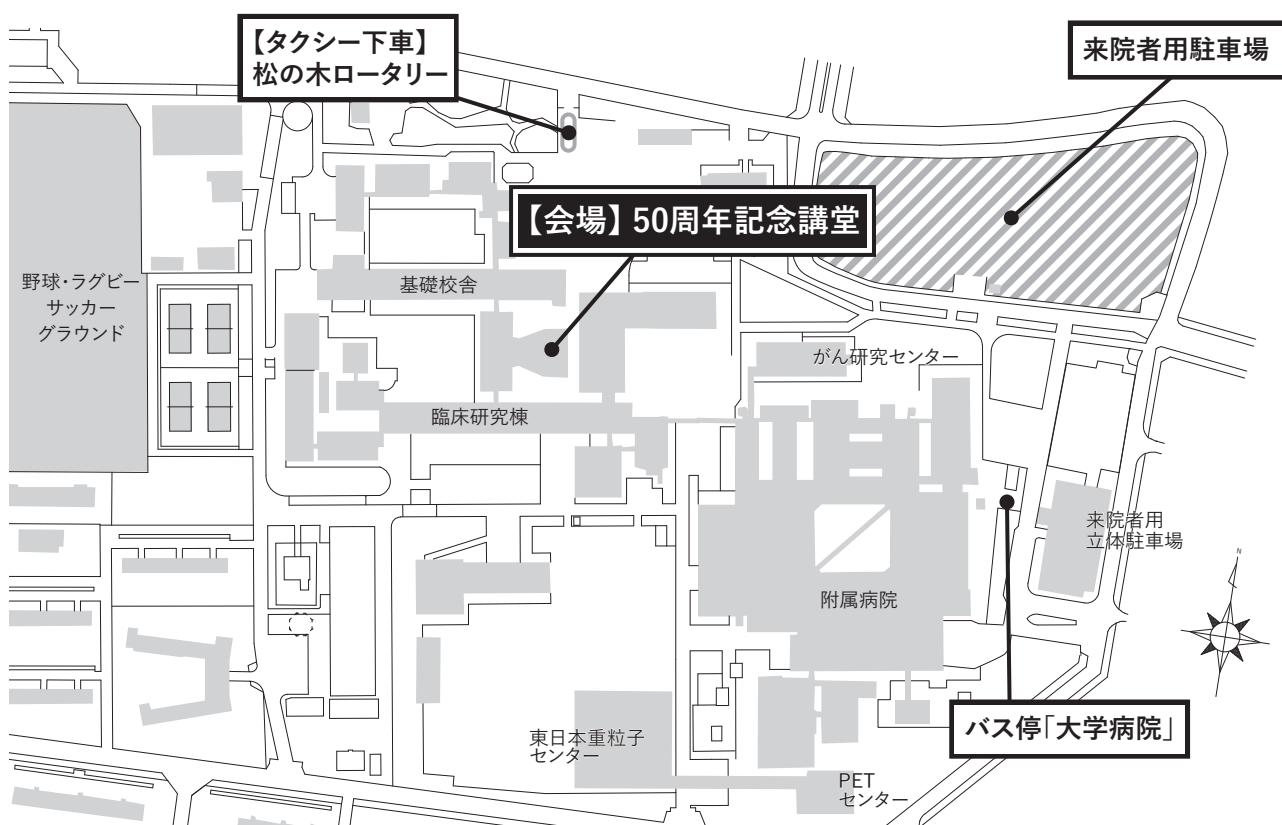 【タクシー下車】
松の木ロータリー
来院者用駐車場
【会場】50周年記念講堂
野球・ラグビー
サッカー
グラウンド
基礎校舎
がん研究センター
臨床研究棟
来院者用
立体駐車場
附属病院
N
バス停「大学病院」
東日本重粒子
センター
PET
センター